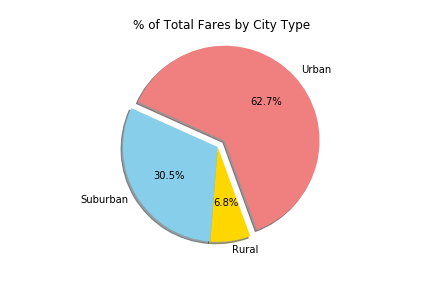 % of Total Fares by City Type
Urban
62.7%
30.5%
Suburban
6.8%
Rural